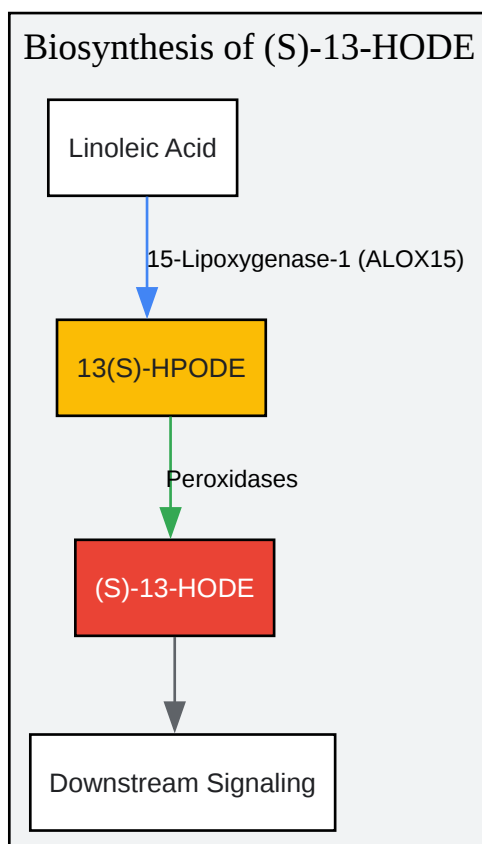 Biosynthesis of (S)-13-HODE
Linoleic Acid
15-Lipoxygenase-1 (ALOX15)
13(S)-HPODE
Peroxidases
(S)-13-HODE
Downstream Signaling